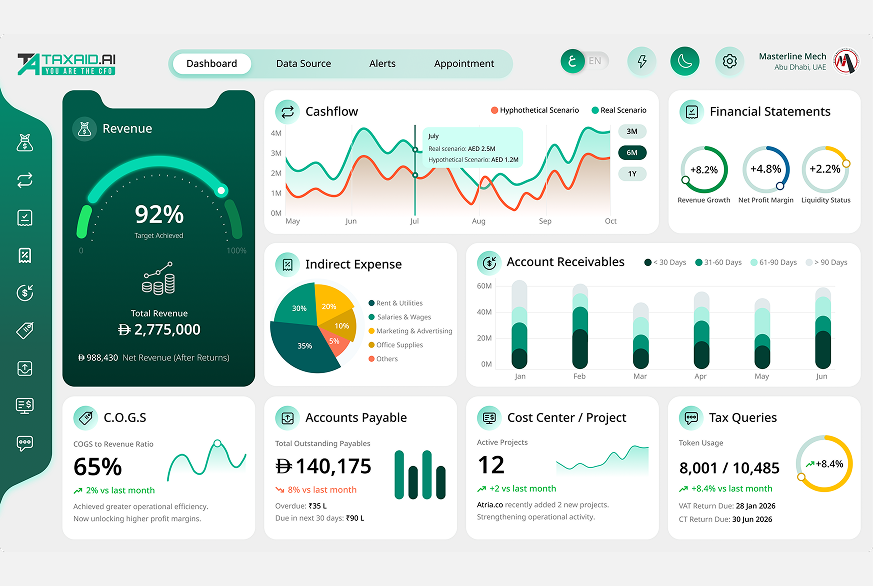 TAXAID.AI
YOU ARE THE CFO
Dashboard
Data Source
Alerts
Appointment
ع EN
Masterline Mech
Abu Dhabi, UAE
Revenue
92%
Target Achieved
0
100%
Total Revenue
2,775,000
988,430 Net Revenue (After Returns)
Cashflow
Hyphothetical Scenario
Real Scenario
4M
3M
2M
1M
0M
May
Jun
Jul
Aug
Sep
Oct
July
Real scenario: AED 2.5M
Hypothetical Scenario: AED 1.2M
3M
6M
1Y
Financial Statements
+8.2%
Revenue Growth
+4.8%
Net Profit Margin
+2.2%
Liquidity Status
Indirect Expense
30%
20%
10%
5%
35%
Rent & Utilities
Salaries & Wages
Marketing & Advertising
Office Supplies
Others
Account Receivables
< 30 Days
31-60 Days
61-90 Days
> 90 Days
60M
40M
20M
0M
Jan
Feb
Mar
Apr
May
Jun
C.O.G.S
COGS to Revenue Ratio
65%
2% vs last month
Achieved greater operational efficiency.
Now unlocking higher profit margins.
Accounts Payable
Total Outstanding Payables
140,175
8% vs last month
Overdue: ₹35 L
Due in next 30 days: ₹90 L
Cost Center / Project
Active Projects
12
+2 vs last month
Atria.co recently added 2 new projects.
Strengthening operational activity.
Tax Queries
Token Usage
8,001 / 10,485
+8.4% vs last month
VAT Return Due: 28 Jan 2026
CT Return Due: 30 Jun 2026
+8.4%